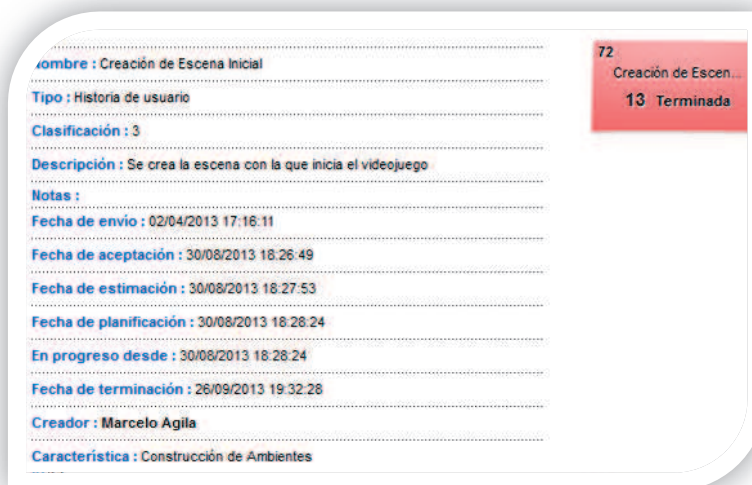 Nombre : Creación de Escena Inicial
Tipo : Historia de usuario
Clasificación : 3
Descripción : Se crea la escena con la que inicia el videojuego
Notas :
Fecha de envío : 02/04/2013 17:16:11
Fecha de aceptación : 30/08/2013 18:26:49
Fecha de estimación : 30/08/2013 18:27:53
Fecha de planificación : 30/08/2013 18:28:24
En progreso desde : 30/08/2013 18:28:24
Fecha de terminación : 26/09/2013 19:32:28
Creador : Marcelo Agila
Característica : Construcción de Ambientes
72
Creación de Escen...
13 Terminada